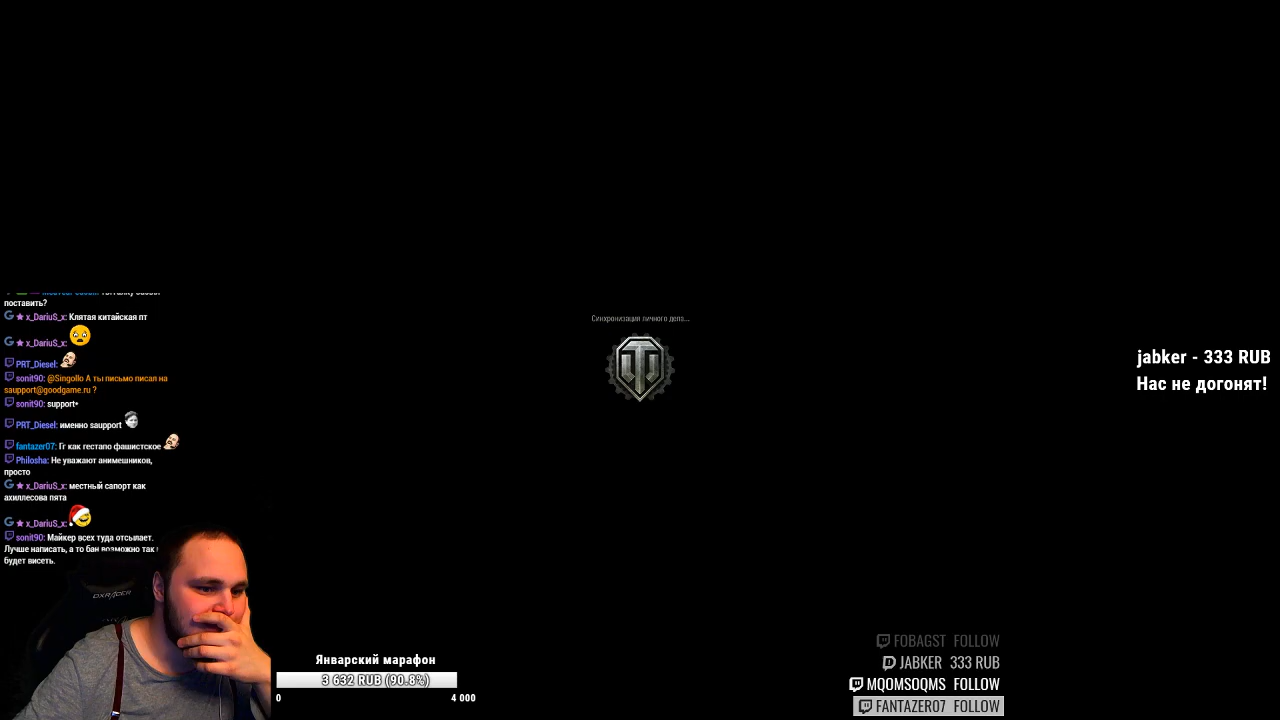 поставить?
x_DariuS_x: Клятая китайская пт
x_DariuS_x:
PRT_Diesel:
sonit90: @Singollo А ты письмо писал на
saupport@goodgame.ru ?
sonit90: support*
PRT_Diesel: именно saupport
fantazer07: Гг как гестапо фашистское
Philosha: Не уважают анимешников,
просто
x_DariuS_x: местный сапорт как
ахиллесова пята
x_DariuS_x:
sonit90: Майкер всех туда отсылает.
Лучше написать, а то бан возможно так
будет висеть.
DXRACER
Синхронизация личного дела...
jabker - 333 RUB
Нас не догонят!
Январский марафон
3 632 RUB (90.8%)
0 4 000
FOBAGST FOLLOW
JABKER 333 RUB
MQOMSOQMS FOLLOW
FANTAZER07 FOLLOW